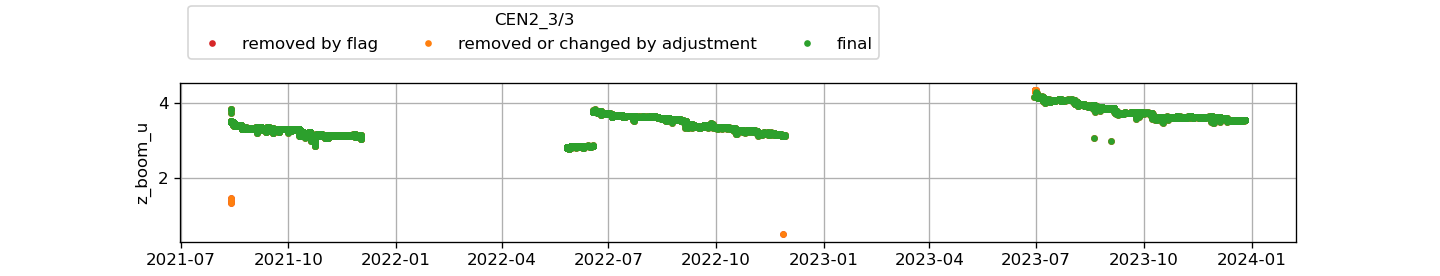 CEN2_3/3
removed by flag
removed or changed by adjustment
final
z_boom_u
4
2
2021-07
2021-10
2022-01
2022-04
2022-07
2022-10
2023-01
2023-04
2023-07
2023-10
2024-01